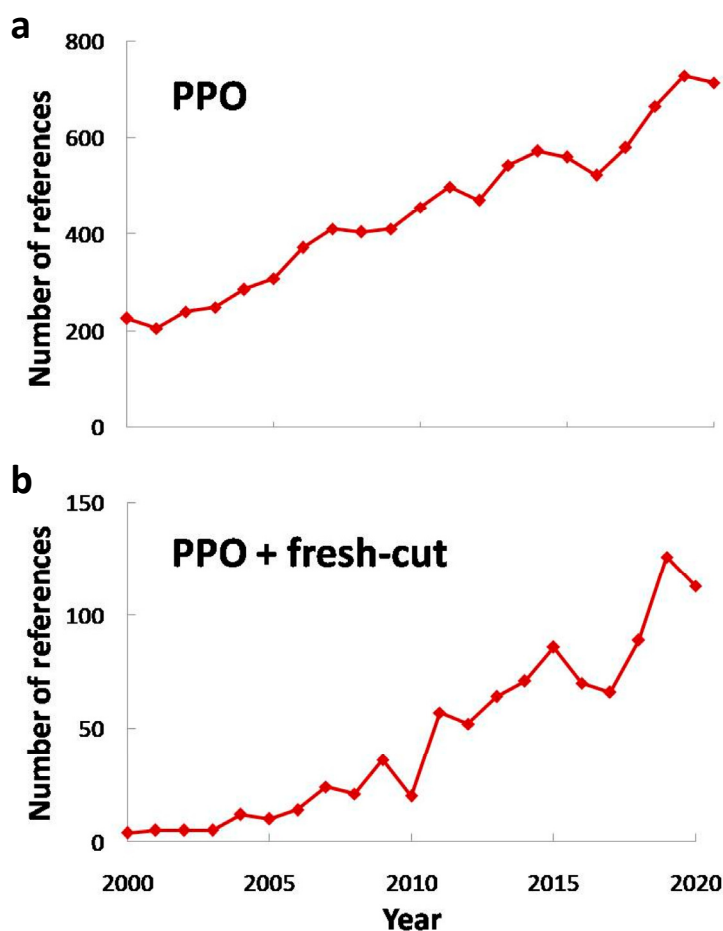 a
800
PPO
600
400
200
0
Number of references
b
150
PPO + fresh-cut
100
50
0
Number of references
2000 2005 2010 2015 2020
Year